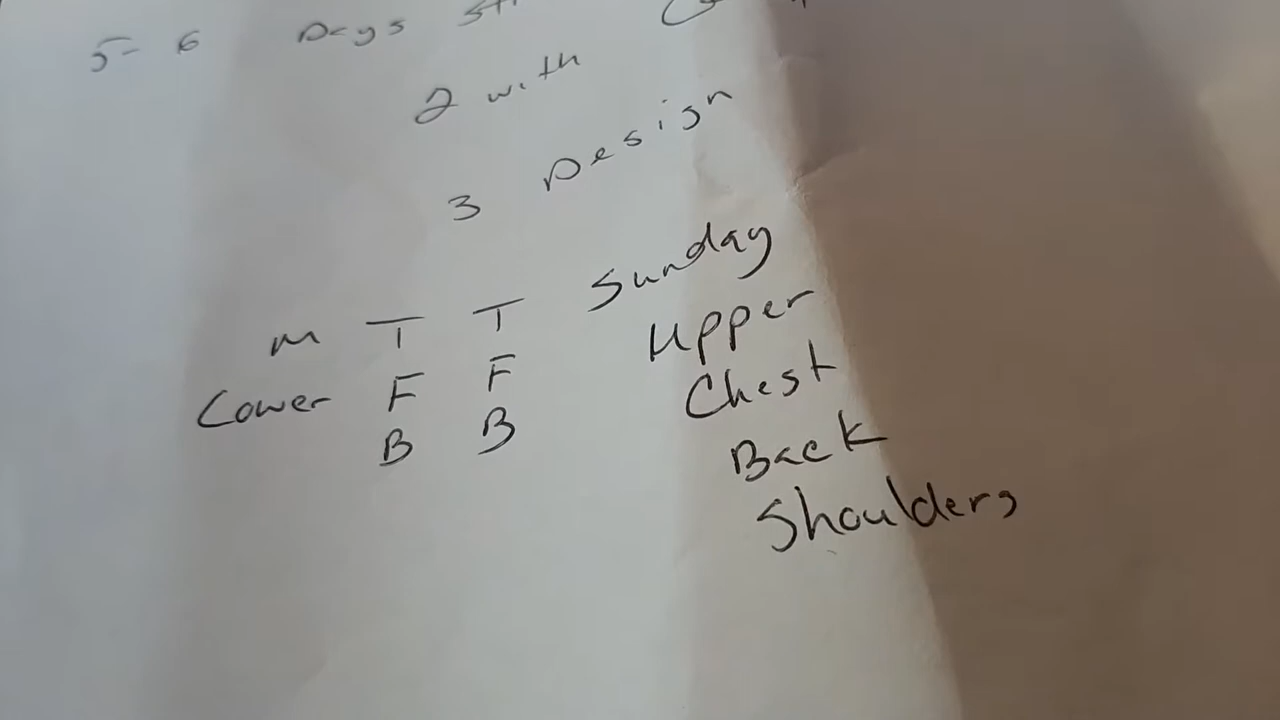 5-6 Days
2 with
3 Design
M T T Sunday
Lower F F Upper
B B Chest
Back
Shoulders